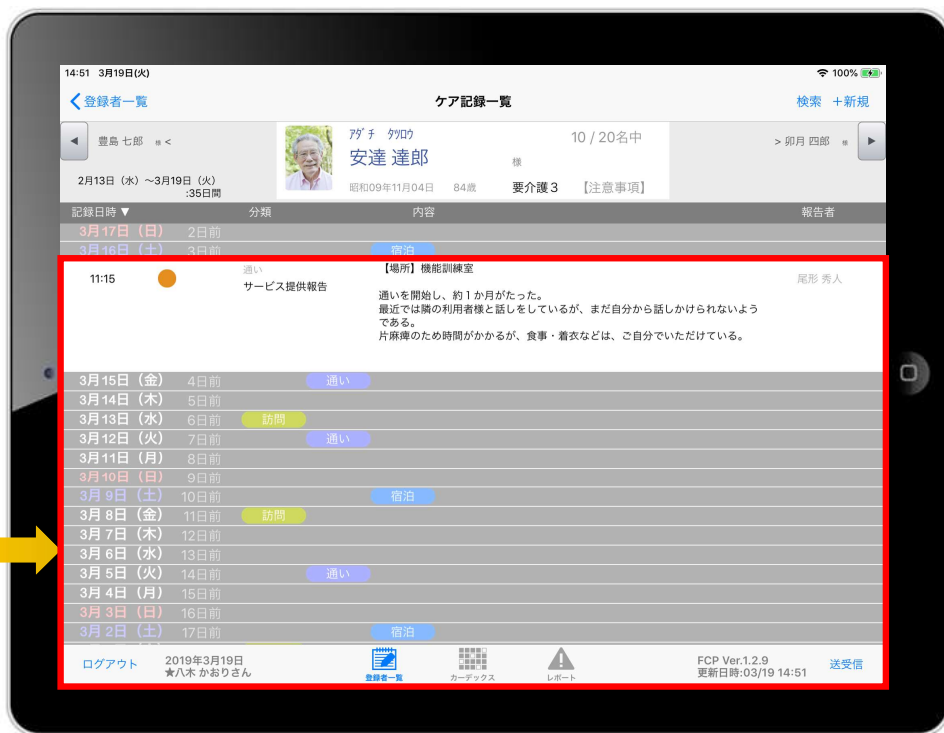 14:51 3月19日(火)
100%
登録者一覧
ケア記録一覧
検索 +新規
豊島 七郎 様 <
アダチ タツロウ
10 / 20名中
> 卯月 四郎 様
安達 達郎 様
2月13日（水）～3月19日（火）
:35日間
昭和09年11月04日 84歳 要介護３ 【注意事項】
記録日時 ▼ 分類 内容 報告者
3月17日（日） 2日前
3月16日（土） 3日前 宿泊
11:15
通い
サービス提供報告
【場所】機能訓練室
尾形 秀人
通いを開始し、約１か月がたった。
最近では隣の利用者様と話しをしているが、まだ自分から話しかけられないよう
である。
片麻痺のため時間がかかるが、食事・着衣などは、ご自分でいただけている。
3月15日（金） 4日前 通い
3月14日（木） 5日前
3月13日（水） 6日前 訪問
3月12日（火） 7日前 通い
3月11日（月） 8日前
3月10日（日） 9日前
3月 9日（土） 10日前 宿泊
3月 8日（金） 11日前 訪問
3月 7日（木） 12日前
3月 6日（水） 13日前
3月 5日（火） 14日前 通い
3月 4日（月） 15日前
3月 3日（日） 16日前
3月 2日（土） 17日前 宿泊
ログアウト
2019年3月19日
★八木 かおりさん
登録者一覧
カーデックス
レポート
FCP Ver.1.2.9
更新日時:03/19 14:51
送受信